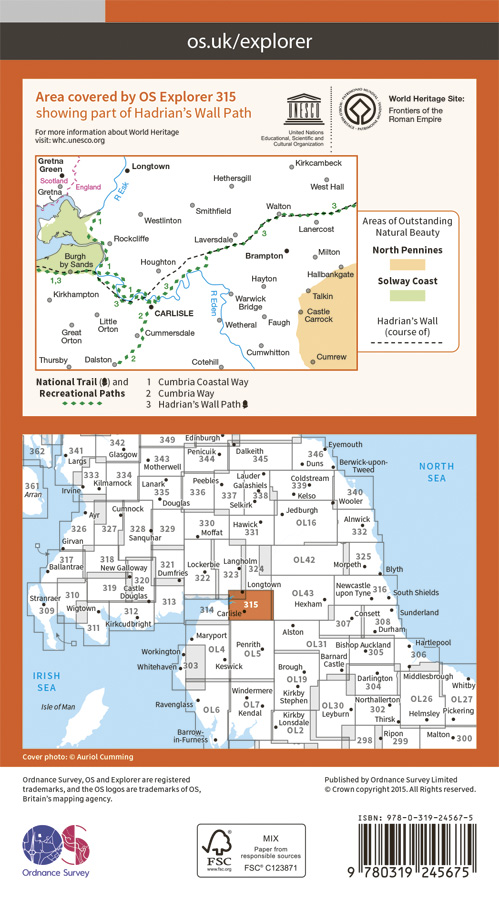 os.uk/explorer
Area covered by OS Explorer 315
showing part of Hadrian's Wall Path
For more information about World Heritage
visit: whc.unesco.org
UNESCO
United Nations
Educational, Scientific and
Cultural Organization
World Heritage Site:
Frontiers of the
Roman Empire
Gretna
Green
Scotland
England
Gretna
Longtown
R Esk
Kirkcambeck
Hethersgill
West Hall
Smithfield
Walton
3
Westlinton
1
Lanercost
Rockcliffe
Laversdale
3
Burgh
by Sands
Houghton
Brampton
Milton
1,3
1
Hallbankgate
Hayton
Kirkhampton
3
R Eden
Warwick
Bridge
Talkin
CARLISLE
Castle
Carrock
Little
Orton
Great
Orton
2
Cummersdale
Wetheral
Faugh
Cumwhitton
Thursby
Dalston
2
Cotehill
Cumrew
Areas of Outstanding
Natural Beauty
North Pennines
Solway Coast
Hadrian's Wall
(course of)
National Trail ( ) and
Recreational Paths
1 Cumbria Coastal Way
2 Cumbria Way
3 Hadrian's Wall Path
362
341
Largs
342
Glasgow
349
Edinburgh
Penicuik
344
Dalkeith
345
346
Duns
Eyemouth
Berwick-upon-
Tweed
NORTH
SEA
343
Motherwell
361
Arran
333
334
Irvine
Kilmarnock
Lanark
335
Douglas
Peebles
336
Lauder
Galashiels
337
338
Selkirk
Coldstream
339
Kelso
340
Wooler
Ayr
Cumnock
326
327
328
329
Sanquhar
330
Moffat
Hawick
331
Jedburgh
OL16
Alnwick
332
Girvan
317
Ballantrae
318
New Galloway
319
320
Castle
Douglas
321
Dumfries
Lockerbie
322
Langholm
323
324
OL42
325
Morpeth
Blyth
Stranraer
309
310
Wigtown
311
312
Kirkcudbright
313
314
Longtown
315
Carlisle
OL43
Hexham
Newcastle
upon Tyne
316
South Shields
Sunderland
307
Consett
308
Durham
Maryport
OL4
Penrith
OL5
Alston
OL31
Bishop Auckland
305
Hartlepool
306
Workington
Whitehaven
303
Keswick
Brough
OL19
Kirkby
Stephen
Barnard
Castle
Darlington
304
Middlesbrough
Whitby
IRISH
SEA
Isle of Man
Ravenglass
OL6
Windermere
OL7
Kendal
Kirkby
Lonsdale
OL2
OL30
Leyburn
Northallerton
302
Thirsk
OL26
Helmsley
OL27
Pickering
Barrow-
in-Furness
298
Ripon
299
Malton
300
Cover photo: © Auriol Cumming
Ordnance Survey, OS and Explorer are registered
trademarks, and the OS logos are trademarks of OS,
Britain's mapping agency.
Published by Ordnance Survey Limited
© Crown copyright 2015. All Rights reserved.
Ordnance Survey
FSC
www.fsc.org
MIX
Paper from
responsible sources
FSC® C123871
ISBN: 978-0-319-24567-5
9 780319 245675